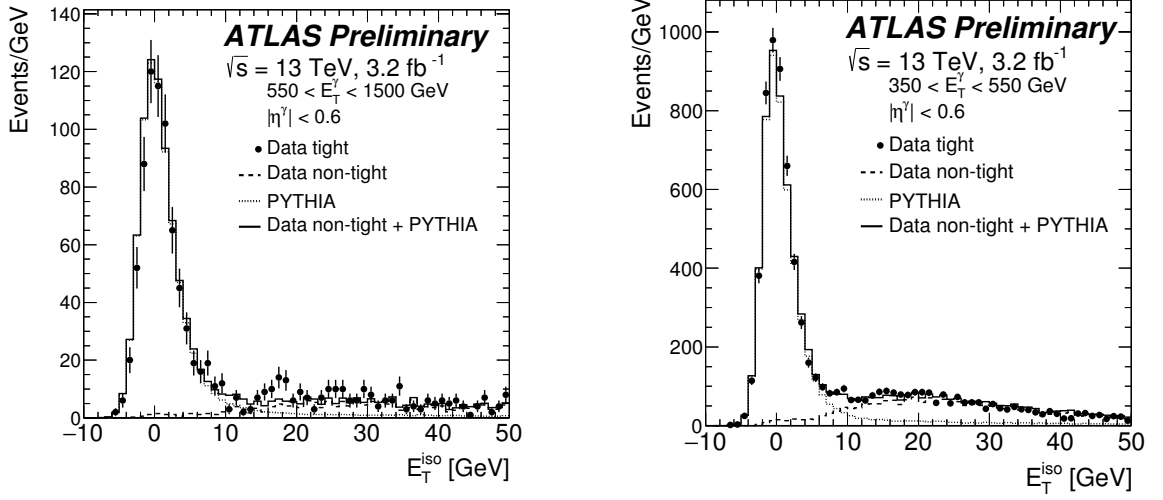 Events/GeV
140
120
100
80
60
40
20
0
−10 0 10 20 30 40 50
E_T^iso [GeV]
ATLAS Preliminary
√s = 13 TeV, 3.2 fb⁻¹
550 < E_T^γ < 1500 GeV
|η^γ| < 0.6
Data tight
Data non-tight
PYTHIA
Data non-tight + PYTHIA
Events/GeV
1000
800
600
400
200
0
−10 0 10 20 30 40 50
E_T^iso [GeV]
ATLAS Preliminary
√s = 13 TeV, 3.2 fb⁻¹
350 < E_T^γ < 550 GeV
|η^γ| < 0.6
Data tight
Data non-tight
PYTHIA
Data non-tight + PYTHIA